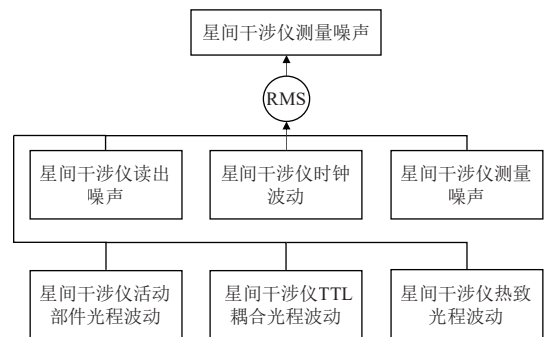 星间干涉仪测量噪声
RMS
星间干涉仪读出
噪声
星间干涉仪时钟
波动
星间干涉仪测量
噪声
星间干涉仪活动
部件光程波动
星间干涉仪TTL
耦合光程波动
星间干涉仪热致
光程波动